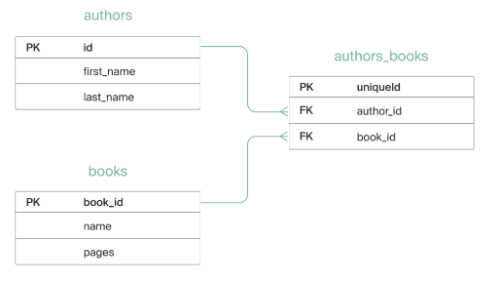 authors
PK id
first_name
last_name
authors_books
PK uniqueId
FK author_id
FK book_id
books
PK book_id
name
pages